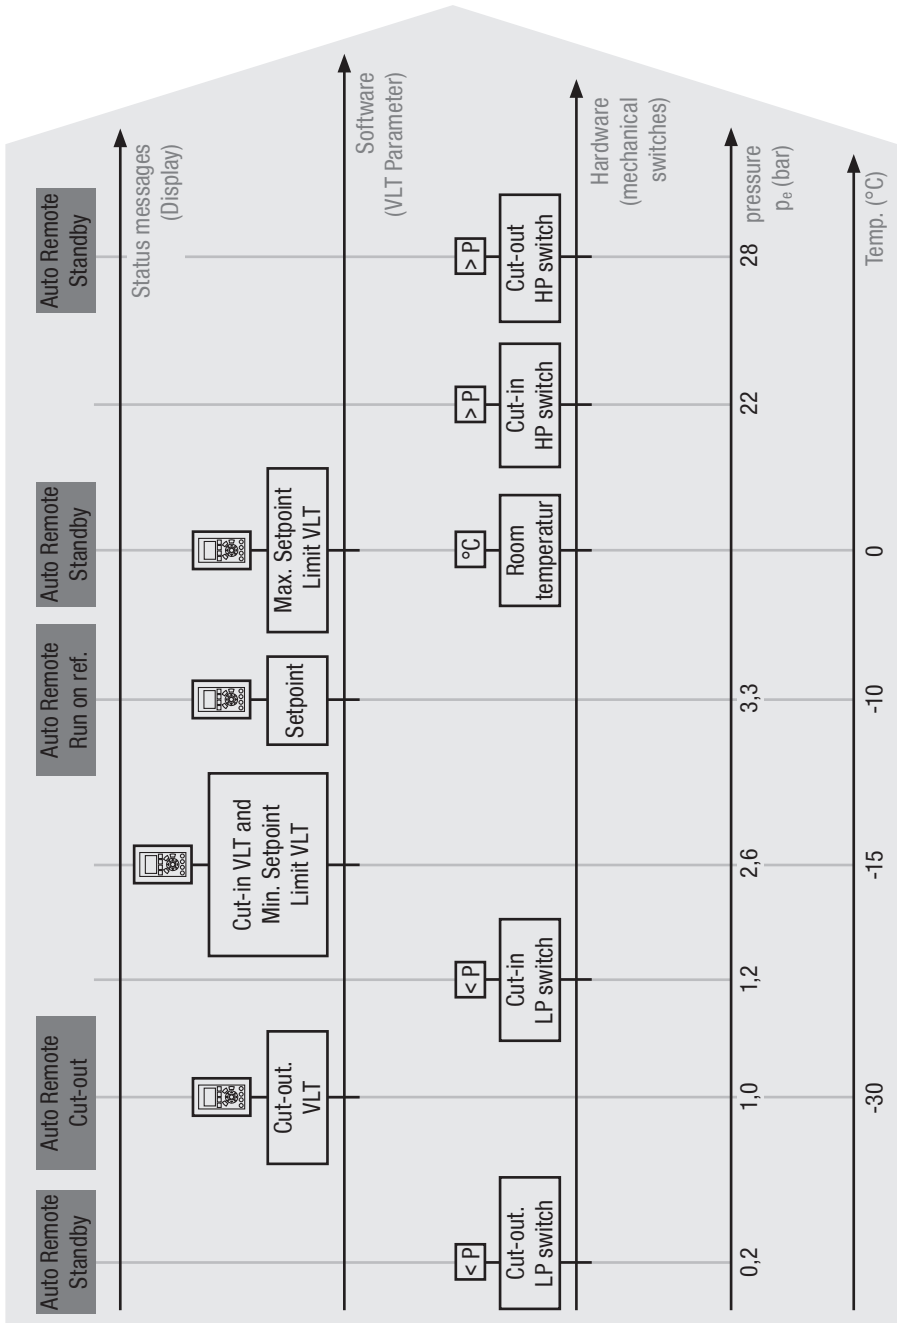 Auto Remote
Standby
Auto Remote
Cut-out
Auto Remote
Run on ref.
Auto Remote
Standby
Auto Remote
Standby
Status messages
(Display)
Cut-out.
VLT
Cut-in VLT and
Min. Setpoint
Limit VLT
Setpoint
Max. Setpoint
Limit VLT
Software
(VLT Parameter)
< P
< P
°C
> P
> P
Cut-out.
LP switch
Cut-in
LP switch
Room
temperatur
Cut-in
HP switch
Cut-out
HP switch
Hardware
(mechanical
switches)
0,2
1,0
1,2
2,6
3,3
22
28
pressure
pe (bar)
-30
-15
-10
0
Temp. (°C)